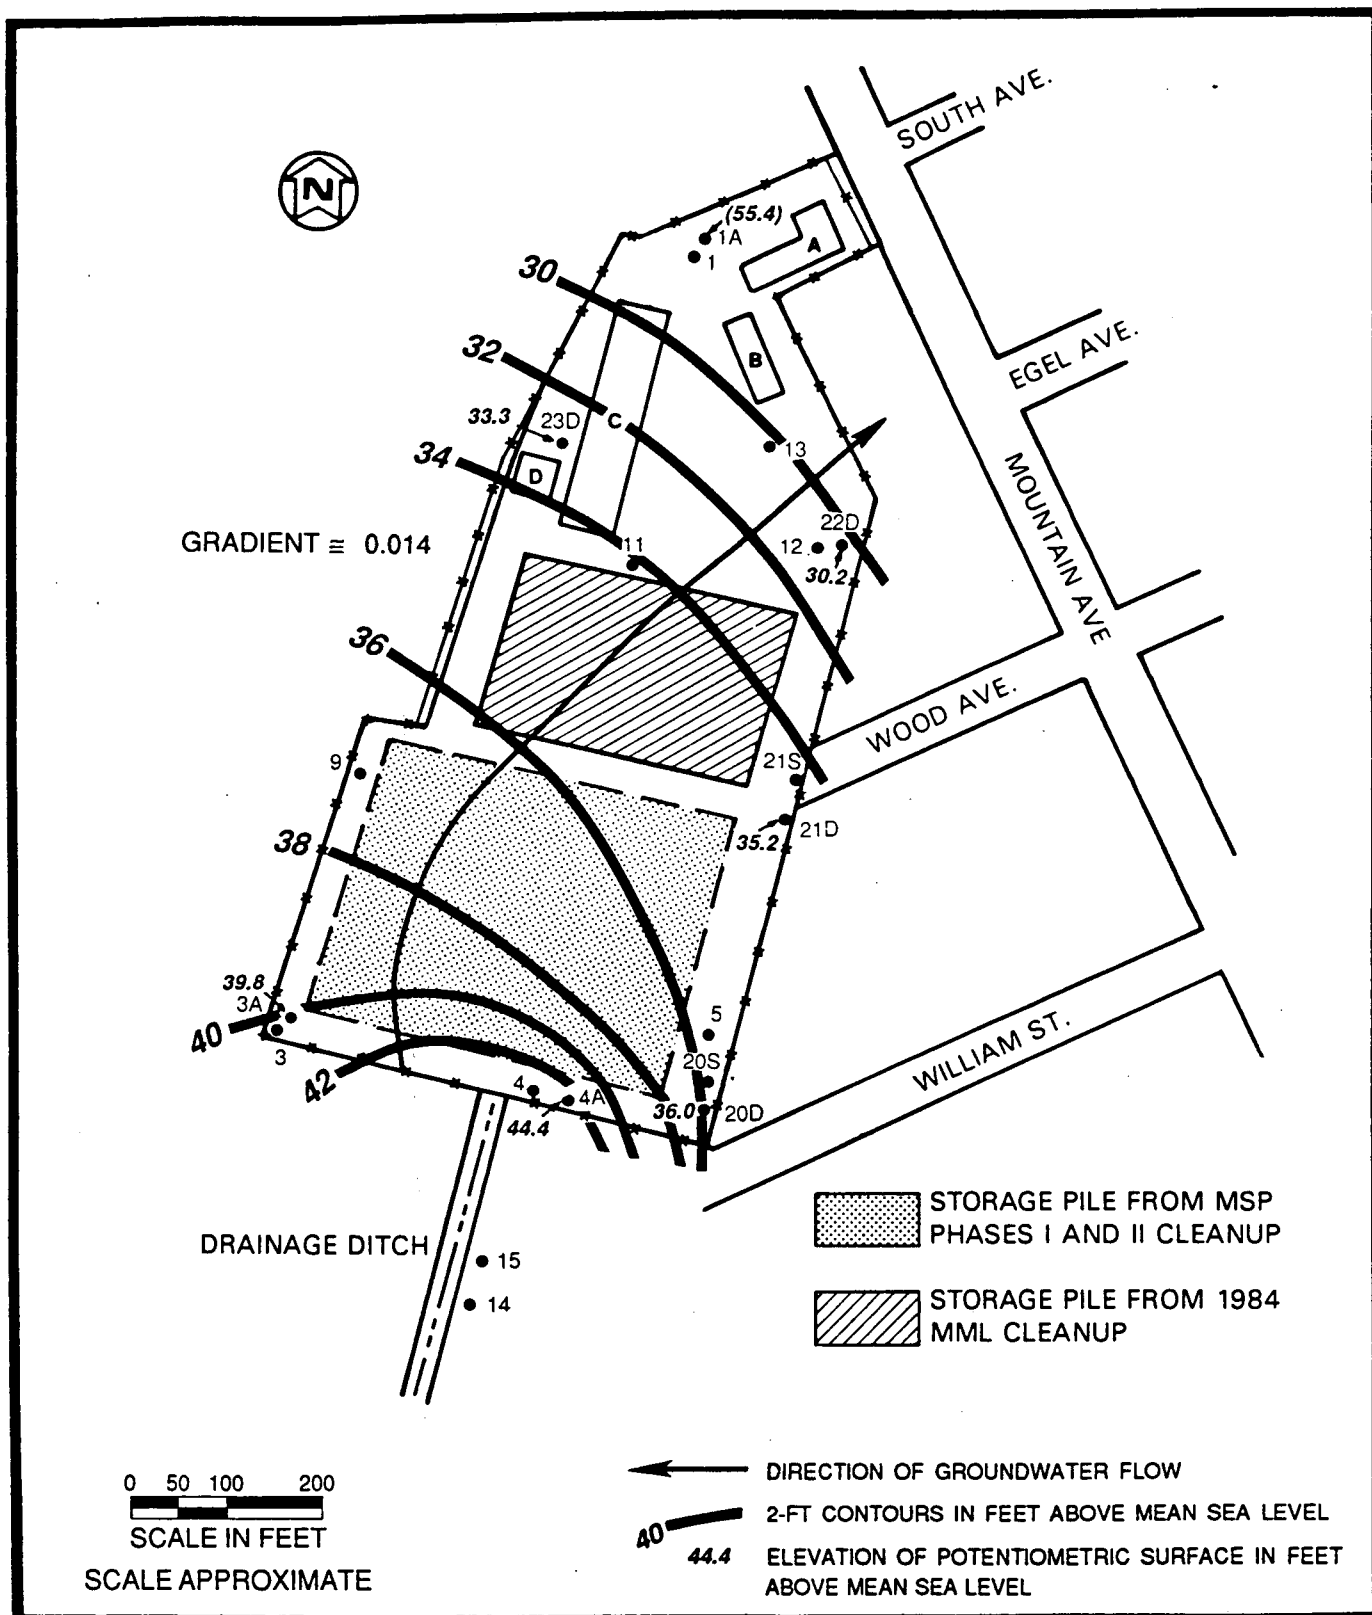 SOUTH AVE.
N
(55.4)
1A
A
1
30
EGEL AVE.
32
B
C
33.3
23D
13
34
D
MOUNTAIN AVE
22D
GRADIENT ≅ 0.014
11
12
30.2
36
WOOD AVE.
9
21S
35.2
21D
38
39.8
3A
5
40
3
20S
WILLIAM ST.
42
4
4A
36.0
20D
44.4
STORAGE PILE FROM MSP
PHASES I AND II CLEANUP
DRAINAGE DITCH
15
14
STORAGE PILE FROM 1984
MML CLEANUP
0 50 100 200
SCALE IN FEET
SCALE APPROXIMATE
DIRECTION OF GROUNDWATER FLOW
40
2-FT CONTOURS IN FEET ABOVE MEAN SEA LEVEL
44.4
ELEVATION OF POTENTIOMETRIC SURFACE IN FEET
ABOVE MEAN SEA LEVEL